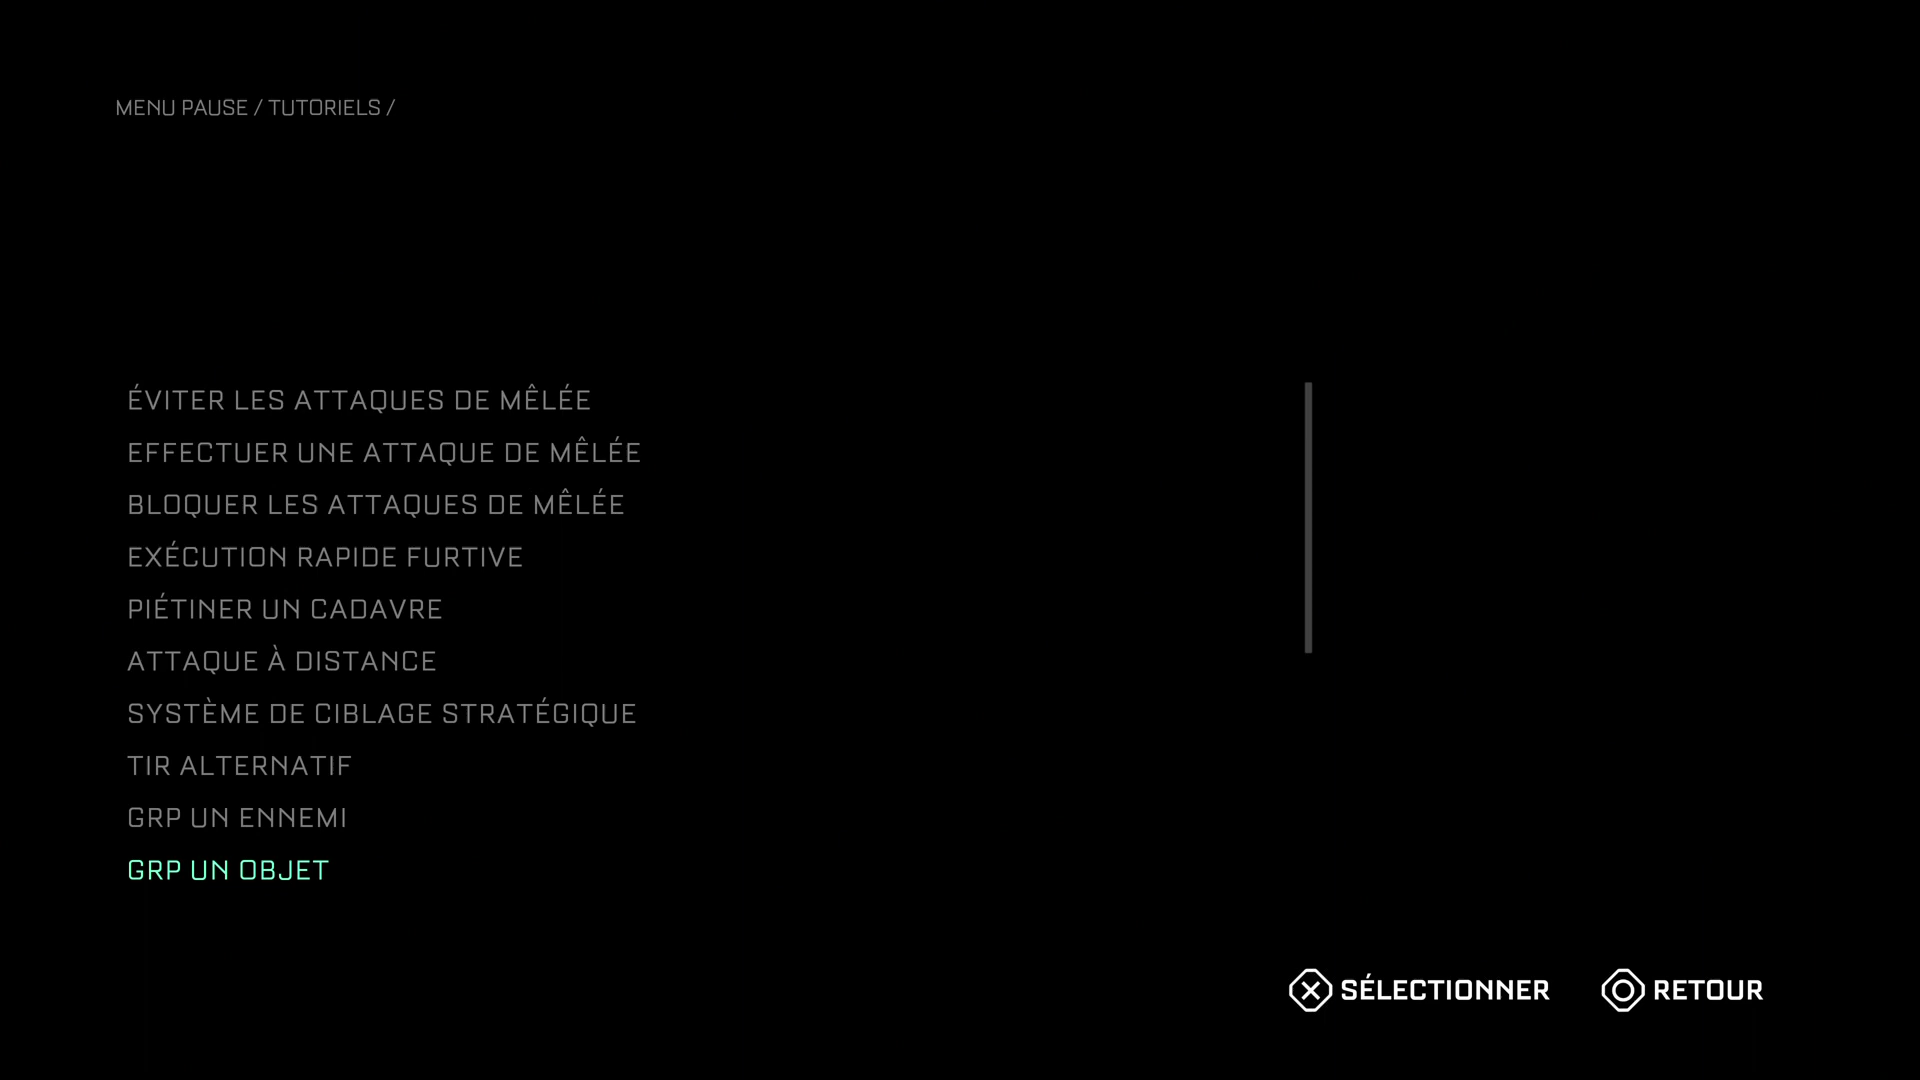 MENU PAUSE / TUTORIELS /
ÉVITER LES ATTAQUES DE MÊLÉE
EFFECTUER UNE ATTAQUE DE MÊLÉE
BLOQUER LES ATTAQUES DE MÊLÉE
EXÉCUTION RAPIDE FURTIVE
PIÉTINER UN CADAVRE
ATTAQUE À DISTANCE
SYSTÈME DE CIBLAGE STRATÉGIQUE
TIR ALTERNATIF
GRP UN ENNEMI
GRP UN OBJET
SÉLECTIONNER RETOUR